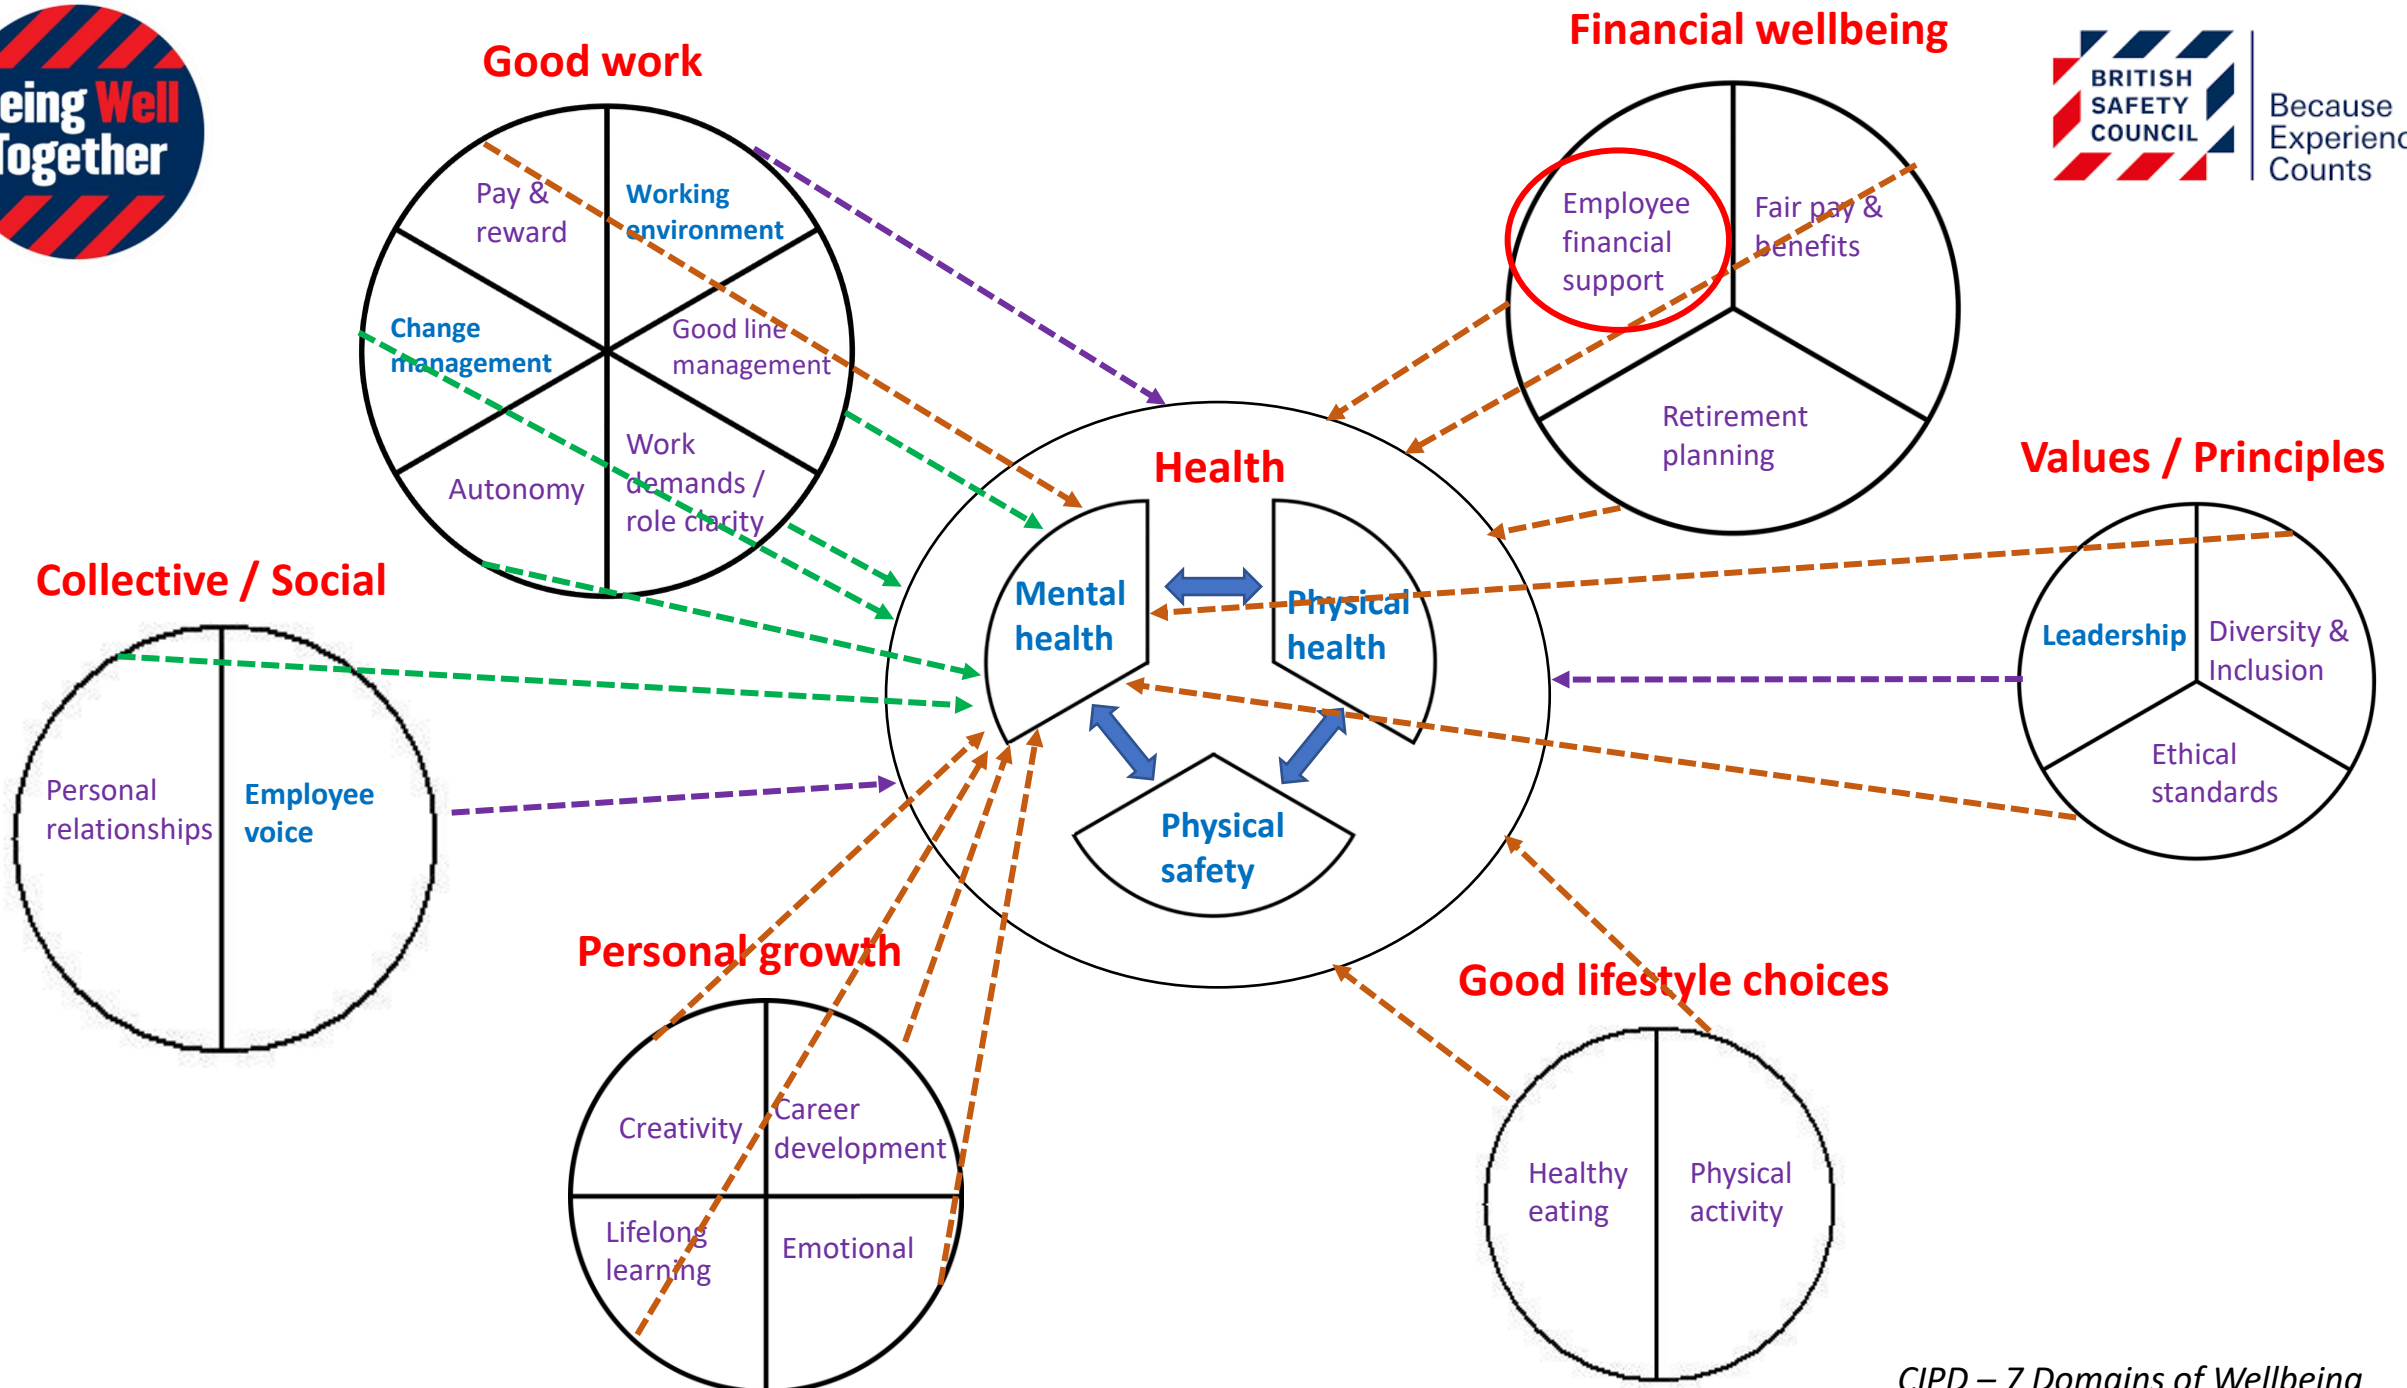 eing Well
Together
Good work
Pay &
reward
Working
environment
Change
management
Good line
management
Autonomy
Work
demands /
role clarity
Financial wellbeing
Employee
financial
support
Fair pay &
benefits
Retirement
planning
BRITISH
SAFETY
COUNCIL
Because
Experienc
Counts
Health
Mental
health
Physical
health
Physical
safety
Values / Principles
Leadership
Diversity &
Inclusion
Ethical
standards
Collective / Social
Personal
relationships
Employee
voice
Personal growth
Creativity
Career
development
Lifelong
learning
Emotional
Good lifestyle choices
Healthy
eating
Physical
activity
CIPD – 7 Domains of Wellbeing